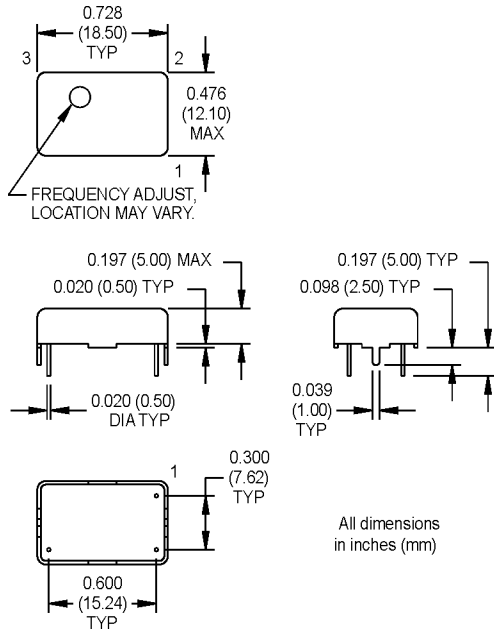 0.728
(18.50)
TYP
3
2
0.476
(12.10)
MAX
1
FREQUENCY ADJUST,
LOCATION MAY VARY.
0.197 (5.00) MAX
0.020 (0.50) TYP
0.197 (5.00) TYP
0.098 (2.50) TYP
0.020 (0.50)
DIA TYP
0.039
(1.00)
TYP
1
0.300
(7.62)
TYP
All dimensions
in inches (mm)
0.600
(15.24)
TYP